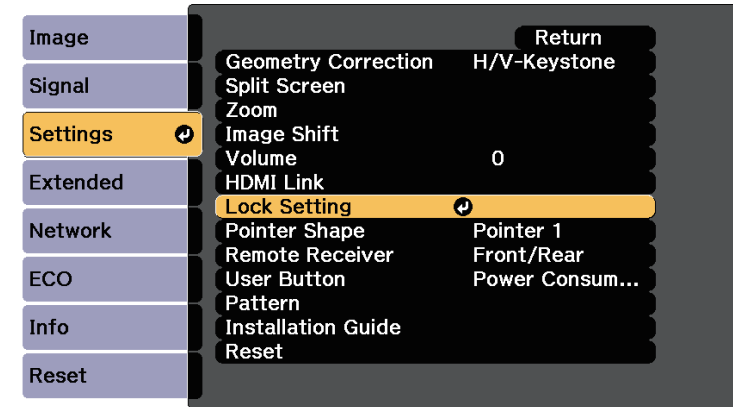 Image
Signal
Settings
Extended
Network
ECO
Info
Reset
Return
Geometry Correction H/V-Keystone
Split Screen
Zoom
Image Shift
Volume 0
HDMI Link
Lock Setting
Pointer Shape Pointer 1
Remote Receiver Front/Rear
User Button Power Consum...
Pattern
Installation Guide
Reset